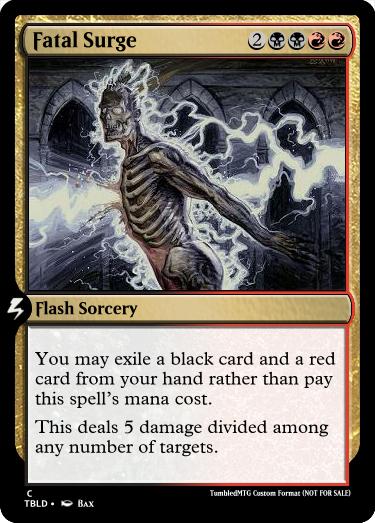 Fatal Surge 2
Flash Sorcery
You may exile a black card and a red
card from your hand rather than pay
this spell's mana cost.
This deals 5 damage divided among
any number of targets.
C
TBLD • Bax
TumbledMTG Custom Format (NOT FOR SALE)